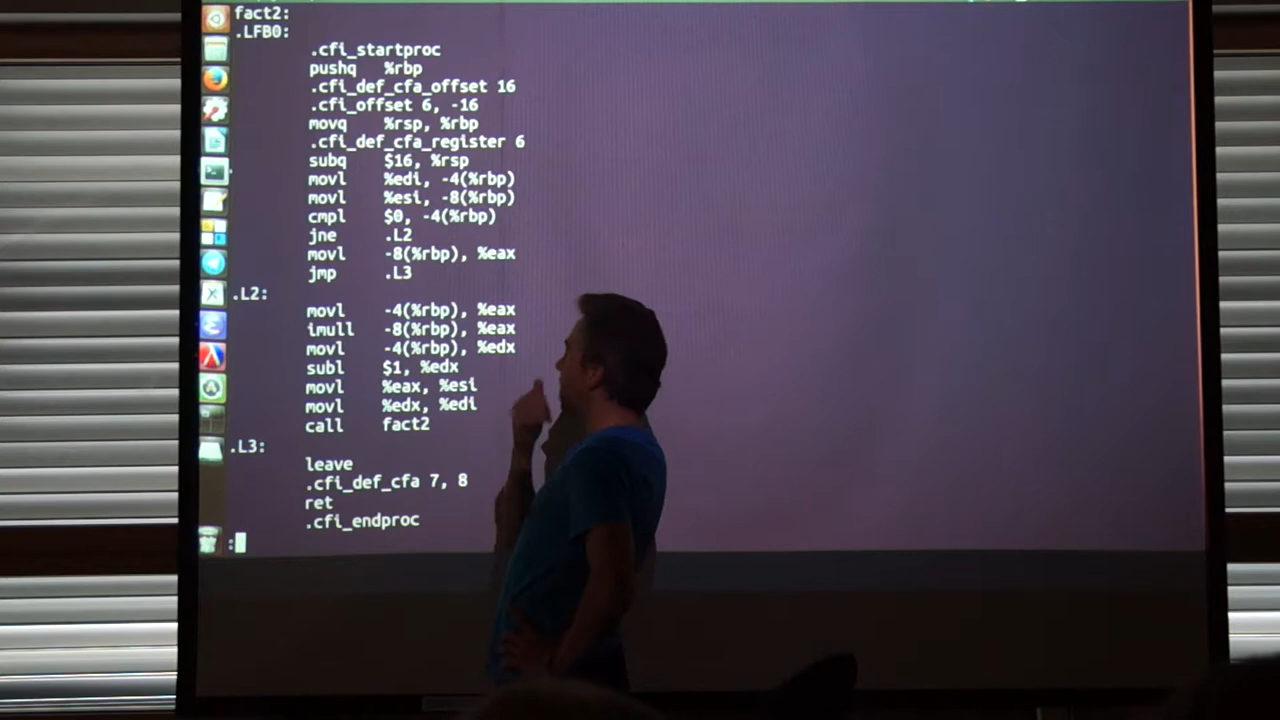 fact2:
.LFB0:
.cfi_startproc
pushq %rbp
.cfi_def_cfa_offset 16
.cfi_offset 6, -16
movq %rsp, %rbp
.cfi_def_cfa_register 6
subq $16, %rsp
movl %edi, -4(%rbp)
movl %esi, -8(%rbp)
cmpl $0, -4(%rbp)
jne .L2
movl -8(%rbp), %eax
jmp .L3
.L2:
movl -4(%rbp), %eax
imull -8(%rbp), %eax
movl -4(%rbp), %edx
subl $1, %edx
movl %eax, %esi
movl %edx, %edi
call fact2
.L3:
leave
.cfi_def_cfa 7, 8
ret
.cfi_endproc
: